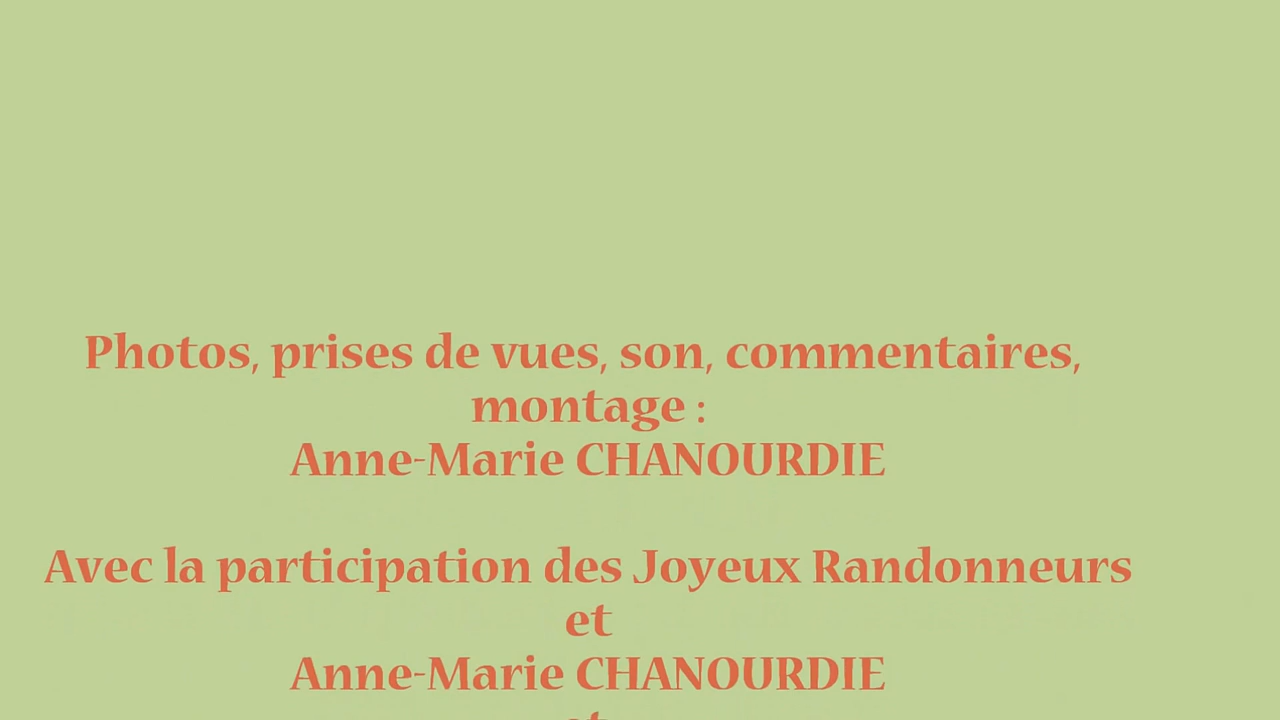 Photos, prises de vues, son, commentaires,
montage :
Anne-Marie CHANOURDIE
Avec la participation des Joyeux Randonneurs
et
Anne-Marie CHANOURDIE